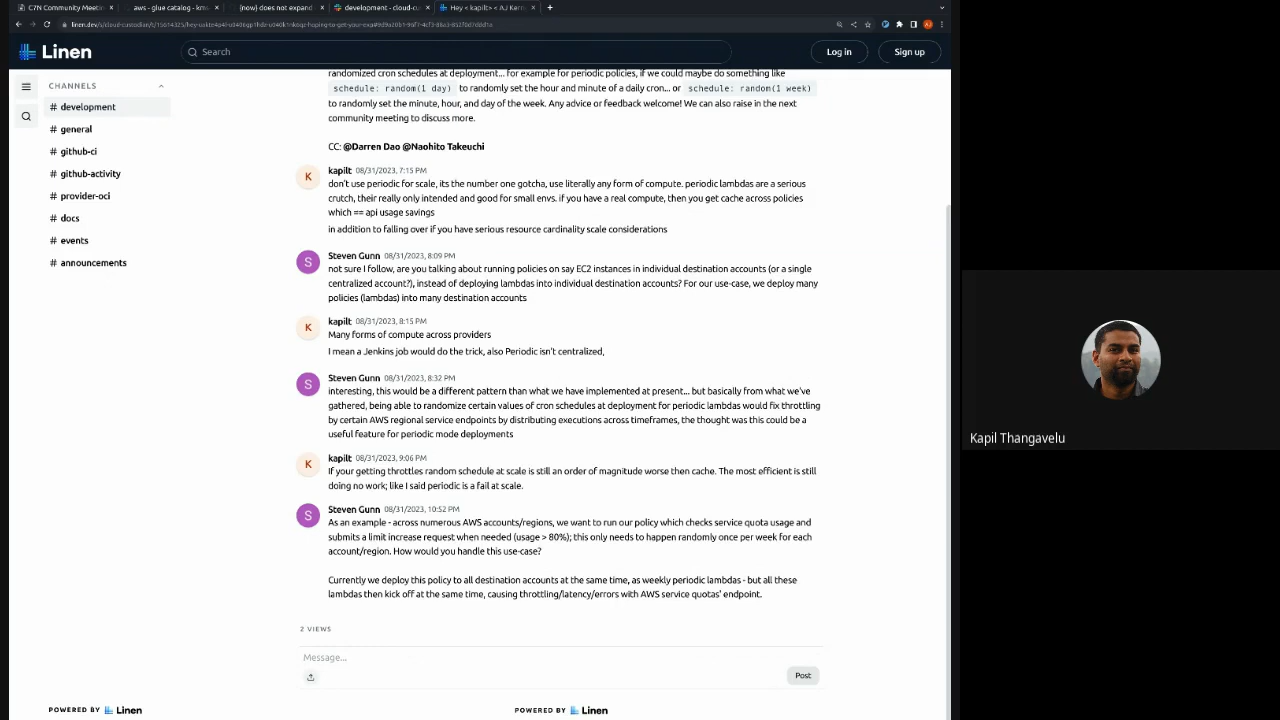 C7N Community Meetin
aws - glue catalog - kmu
(now) does not expand
development - cloud-cu
Hey < kapilt> < AJ Kern
Linen
Search
Log in
Sign up
CHANNELS
# development
# general
# github-ci
# github-activity
# provider-oci
# docs
# events
# announcements
randomized cron schedules at deployment... for example for periodic policies, if we could maybe do something like
schedule: random(1 day) to randomly set the hour and minute of a daily cron... or schedule: random(1 week)
to randomly set the minute, hour, and day of the week. Any advice or feedback welcome! We can also raise in the next
community meeting to discuss more.
CC: @Darren Dao @Naohito Takeuchi
K
kapilt 08/31/2023, 7:15 PM
don't use periodic for scale, its the number one gotcha, use literally any form of compute. periodic lambdas are a serious
crutch, their really only intended and good for small envs. if you have a real compute, then you get cache across policies
which == api usage savings
in addition to falling over if you have serious resource cardinality scale considerations
S
Steven Gunn 08/31/2023, 8:09 PM
not sure I follow, are you talking about running policies on say EC2 instances in individual destination accounts (or a single
centralized account?), instead of deploying lambdas into individual destination accounts? For our use-case, we deploy many
policies (lambdas) into many destination accounts
K
kapilt 08/31/2023, 8:15 PM
Many forms of compute across providers
I mean a Jenkins job would do the trick, also Periodic isn't centralized,
S
Steven Gunn 08/31/2023, 8:32 PM
interesting, this would be a different pattern than what we have implemented at present... but basically from what we've
gathered, being able to randomize certain values of cron schedules at deployment for periodic lambdas would fix throttling
by certain AWS regional service endpoints by distributing executions across timeframes, the thought was this could be a
useful feature for periodic mode deployments
K
kapilt 08/31/2023, 9:06 PM
If your getting throttles random schedule at scale is still an order of magnitude worse then cache. The most efficient is still
doing no work; like I said periodic is a fail at scale.
S
Steven Gunn 08/31/2023, 10:52 PM
As an example - across numerous AWS accounts/regions, we want to run our policy which checks service quota usage and
submits a limit increase request when needed (usage > 80%); this only needs to happen randomly once per week for each
account/region. How would you handle this use-case?
Currently we deploy this policy to all destination accounts at the same time, as weekly periodic lambdas - but all these
lambdas then kick off at the same time, causing throttling/latency/errors with AWS service quotas' endpoint.
2 VIEWS
Message...
Post
POWERED BY Linen
POWERED BY Linen
Kapil Thangavelu